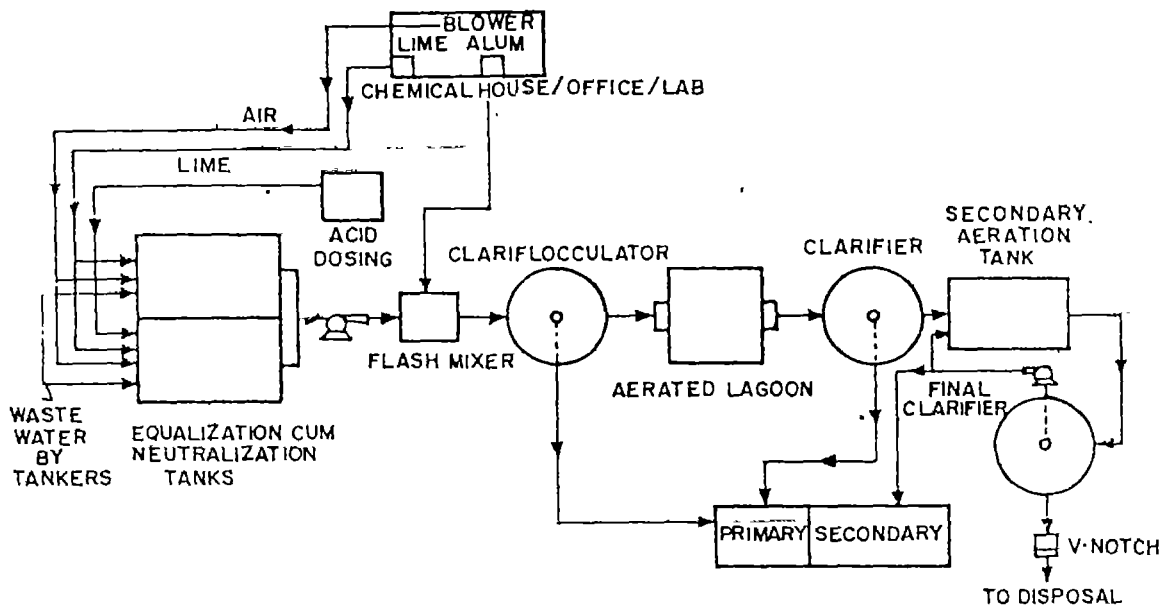 BLOWER
LIME ALUM
CHEMICAL HOUSE/OFFICE/LAB
AIR
LIME
ACID
DOSING
CLARIFLOCCULATOR
CLARIFIER
SECONDARY
AERATION
TANK
FLASH MIXER
AERATED LAGOON
FINAL
CLARIFIER
WASTE
WATER
BY
TANKERS
EQUALIZATION CUM
NEUTRALIZATION
TANKS
PRIMARY
SECONDARY
V-NOTCH
TO DISPOSAL